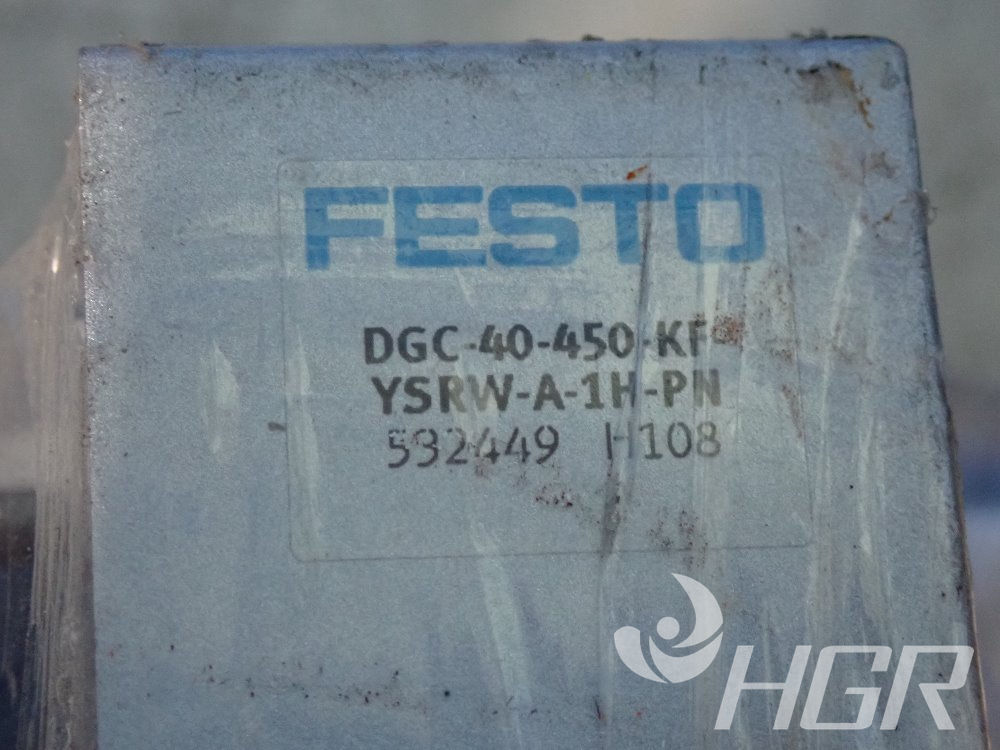 FESTO
DGC-40-450-KF-
YSRW-A-1H-PN
532449 H108
HGR